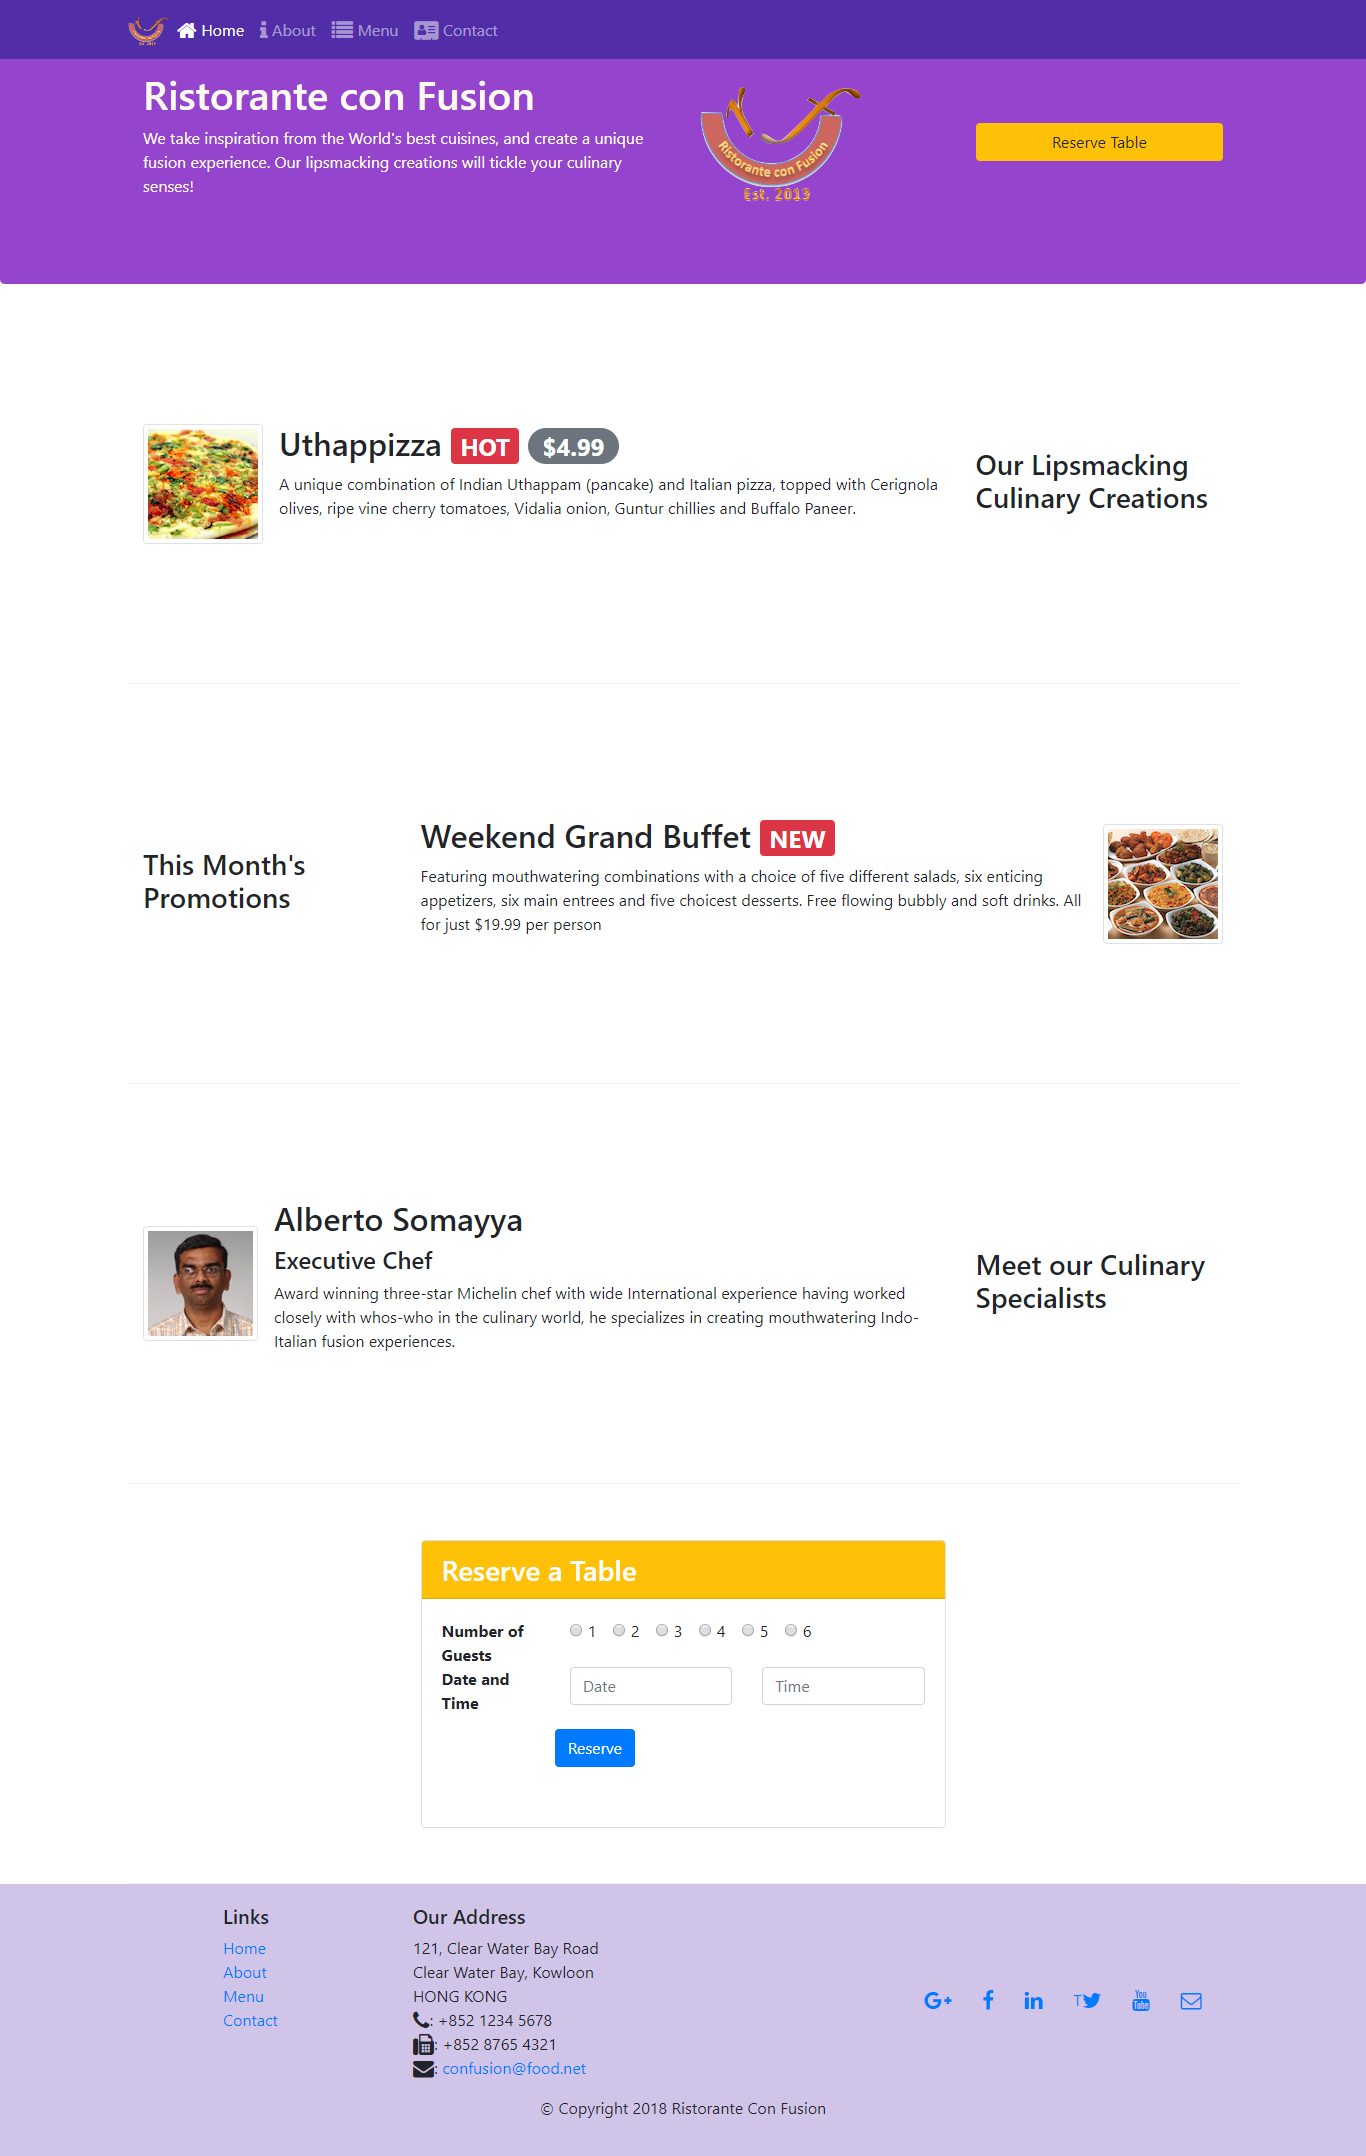 Home About Menu Contact
Ristorante con Fusion
We take inspiration from the World's best cuisines, and create a unique
fusion experience. Our lipsmacking creations will tickle your culinary
senses!
Ristorante con Fusion
Est. 2013
Reserve Table
Uthappizza HOT $4.99
A unique combination of Indian Uthappam (pancake) and Italian pizza, topped with Cerignola
olives, ripe vine cherry tomatoes, Vidalia onion, Guntur chillies and Buffalo Paneer.
Our Lipsmacking
Culinary Creations
This Month's
Promotions
Weekend Grand Buffet NEW
Featuring mouthwatering combinations with a choice of five different salads, six enticing
appetizers, six main entrees and five choicest desserts. Free flowing bubbly and soft drinks. All
for just $19.99 per person
Alberto Somayya
Executive Chef
Award winning three-star Michelin chef with wide International experience having worked
closely with whos-who in the culinary world, he specializes in creating mouthwatering Indo-
Italian fusion experiences.
Meet our Culinary
Specialists
Reserve a Table
Number of
Guests
1 2 3 4 5 6
Date and
Time
Date Time
Reserve
Links
Home
About
Menu
Contact
Our Address
121, Clear Water Bay Road
Clear Water Bay, Kowloon
HONG KONG
: +852 1234 5678
: +852 8765 4321
: confusion@food.net
G+ f in T You Tube
© Copyright 2018 Ristorante Con Fusion